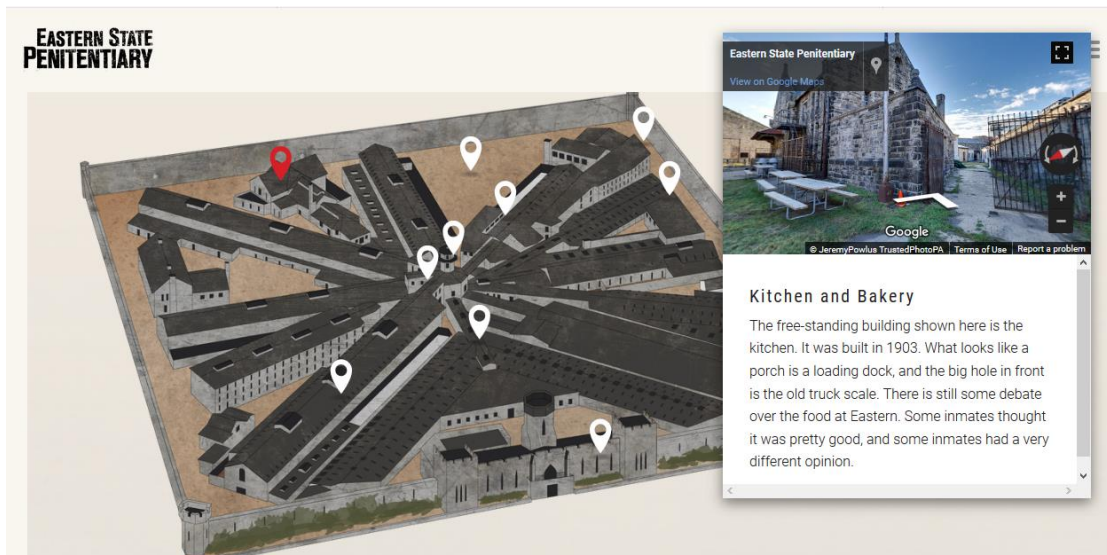 EASTERN STATE
PENITENTIARY
Eastern State Penitentiary
View on Google Maps
Google
© JeremyPowlus TrustedPhotoPA Terms of Use Report a problem
Kitchen and Bakery
The free-standing building shown here is the
kitchen. It was built in 1903. What looks like a
porch is a loading dock, and the big hole in front
is the old truck scale. There is still some debate
over the food at Eastern. Some inmates thought
it was pretty good, and some inmates had a very
different opinion.